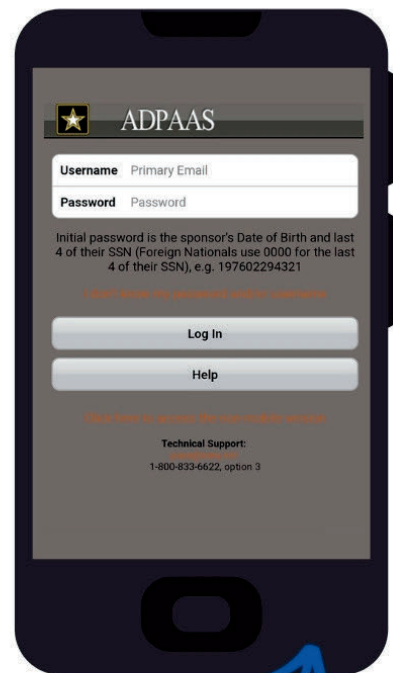 ADPAAS
Username Primary Email
Password Password
Initial password is the sponsor's Date of Birth and last
4 of their SSN (Foreign Nationals use 0000 for the last
4 of their SSN), e.g. 197602294321
Log In
Help
Technical Support:
1-800-833-6622, option 3